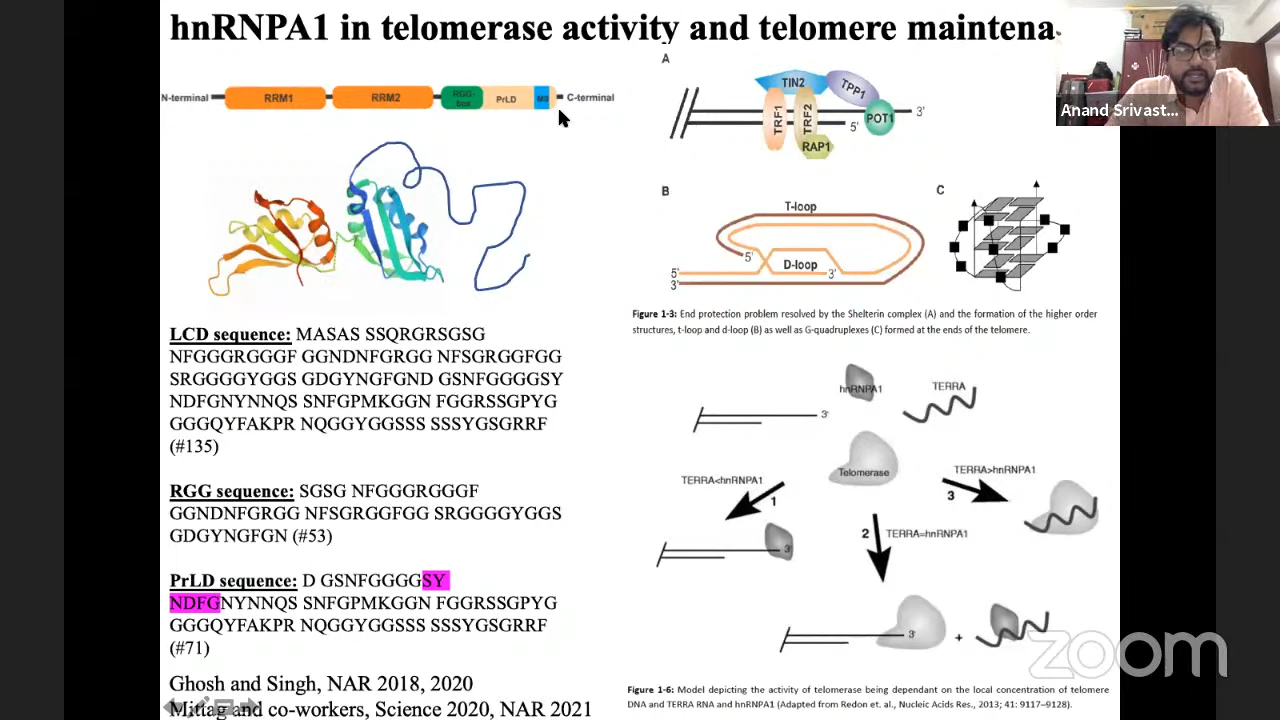 hnRNPA1 in telomerase activity and telomere maintena
Anand Srivast...
N-terminal
RRM1
RRM2
RGG-
box
PrLD
C-terminal
LCD sequence: MASAS SSQRGRSGSG
NFGGGRGGGF GGNDNFGRGG NFSGRGGFGG
SRGGGGYGGS GDGYNGFGND GSNFGGGGSY
NDFGNYNNQS SNFGPMKGGN FGGRSSGPYG
GGGQYFAKPR NQGGYGGSSS SSSYGSGRRF
(#135)
RGG sequence: SGSG NFGGGRGGGF
GGNDNFGRGG NFSGRGGFGG SRGGGGYGGS
GDGYNGFGN (#53)
PrLD sequence: D GSNFGGGGSY
NDFGNYNNQS SNFGPMKGGN FGGRSSGPYG
GGGQYFAKPR NQGGYGGSSS SSSYGSGRRF
(#71)
Ghosh and Singh, NAR 2018, 2020
Mittag and co-workers, Science 2020, NAR 2021
A
TIN2
TPP1
TRF1
TRF2
POT1
RAP1
3'
5'
B
T-loop
D-loop
5'
3'
5'
3'
C
Figure 1-3: End protection problem resolved by the Shelterin complex (A) and the formation of the higher order
structures, t-loop and d-loop (B) as well as G-quadruplexes (C) formed at the ends of the telomere.
hnRNPA1
TERRA
3'
Telomerase
TERRA<hnRNPA1
1
TERRA>hnRNPA1
3
2
TERRA=hnRNPA1
3'
3'
+
zoom
Figure 1-6: Model depicting the activity of telomerase being dependant on the local concentration of telomere
DNA and TERRA RNA and hnRNPA1 (Adapted from Redon et. al., Nucleic Acids Res., 2013; 41: 9117–9128).